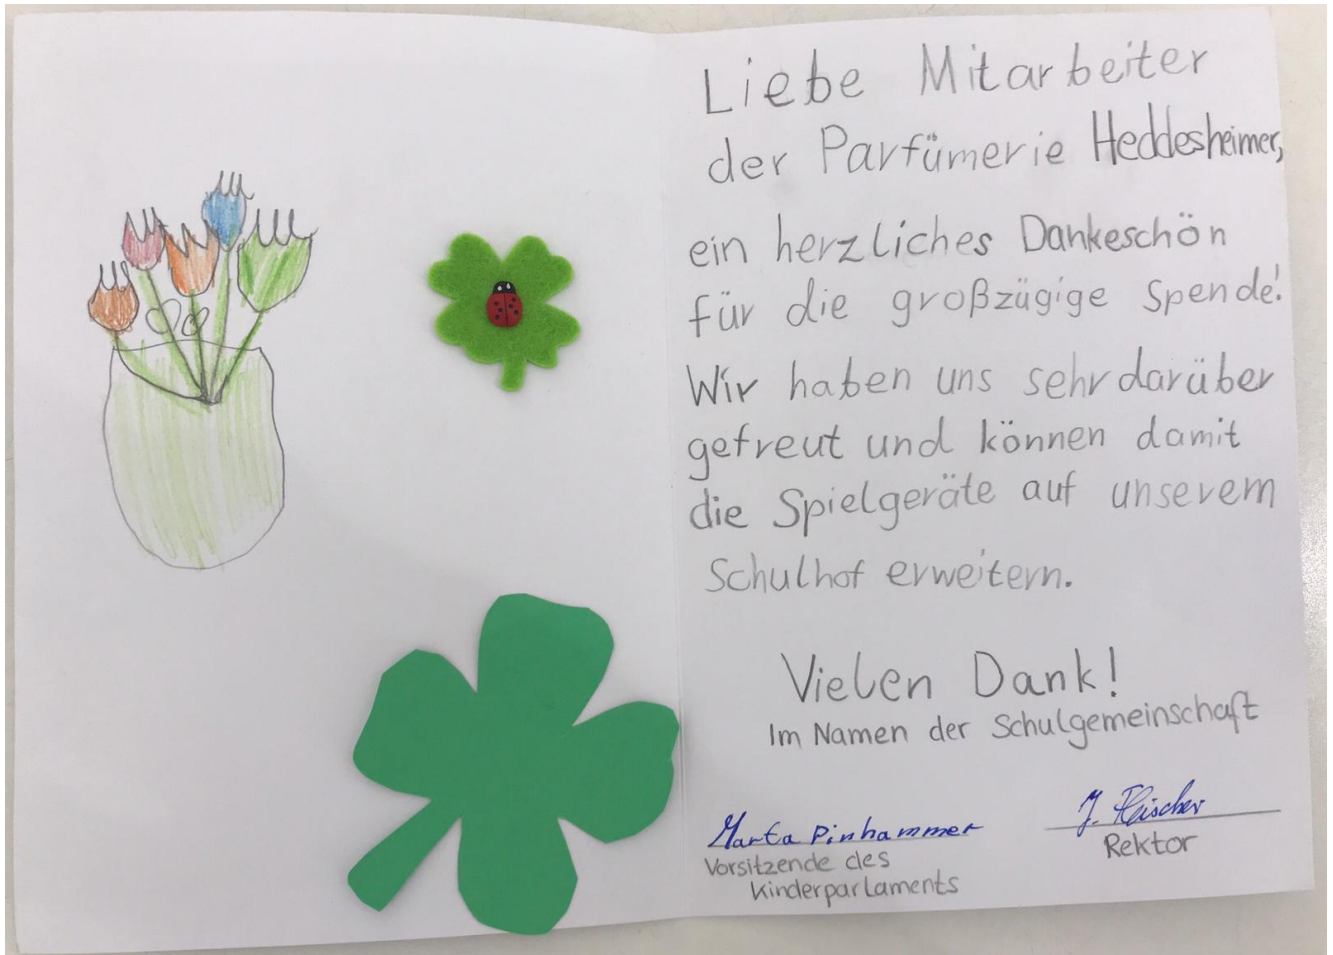 Liebe Mitarbeiter
der Parfümerie Heddesheimer,
ein herzliches Dankeschön
für die großzügige Spende!
Wir haben uns sehr darüber
gefreut und können damit
die Spielgeräte auf unserem
Schulhof erweitern.
Vielen Dank!
Im Namen der Schulgemeinschaft
Marta Pinhammer
Vorsitzende des
Kinderparlaments
J. Fleischer
Rektor